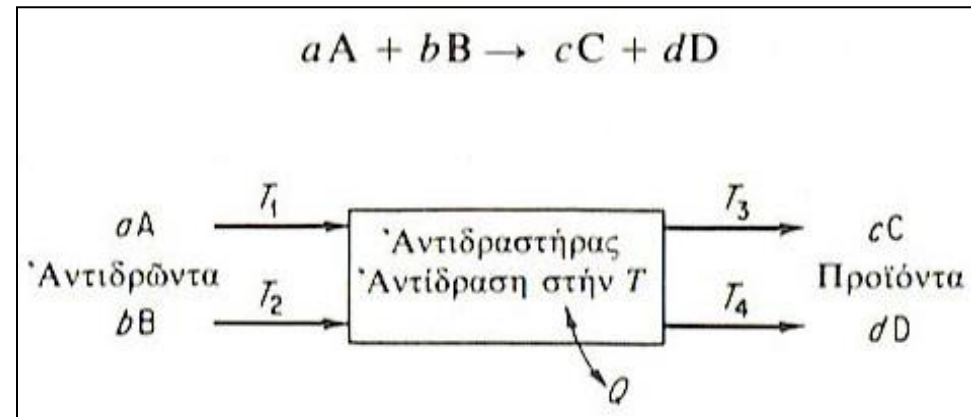 aA + bB → cC + dD
T₁ T₃
aA Ἀντιδραστήρας cC
Ἀντιδρῶντα Ἀντίδραση στήν T Προϊόντα
T₂ T₄
bB dD
Q